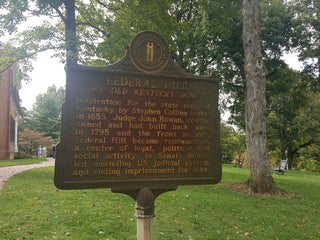 FEDERAL HILL
MY OLD KENTUCKY HOME
Inspiration for the state song of
Kentucky by Stephen Collins Foster
in 1853. Judge John Rowan,
owned and had built back wing
in 1795 and the front in 1818.
Federal Hill became renowned as
a center of legal, political and
social activity. In Senate Rowan
led amending US judicial system
and ending imprisonment for debt.